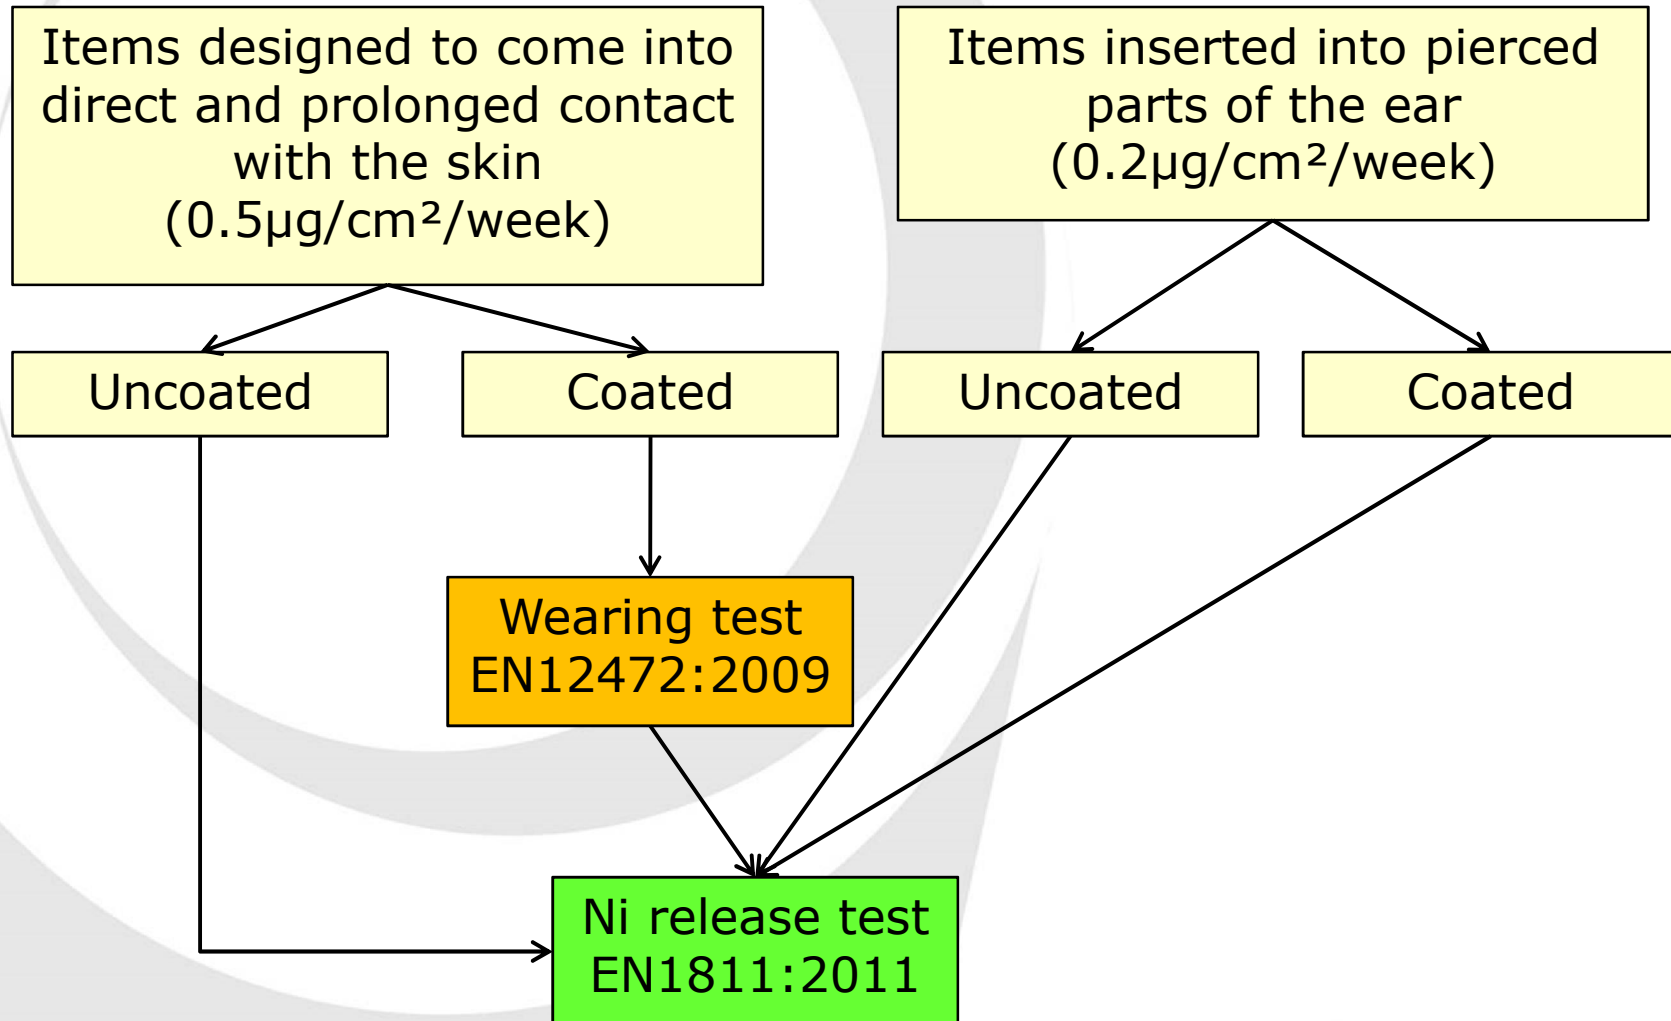 Items designed to come into
direct and prolonged contact
with the skin
(0.5µg/cm²/week)
Items inserted into pierced
parts of the ear
(0.2µg/cm²/week)
Uncoated
Coated
Uncoated
Coated
Wearing test
EN12472:2009
Ni release test
EN1811:2011